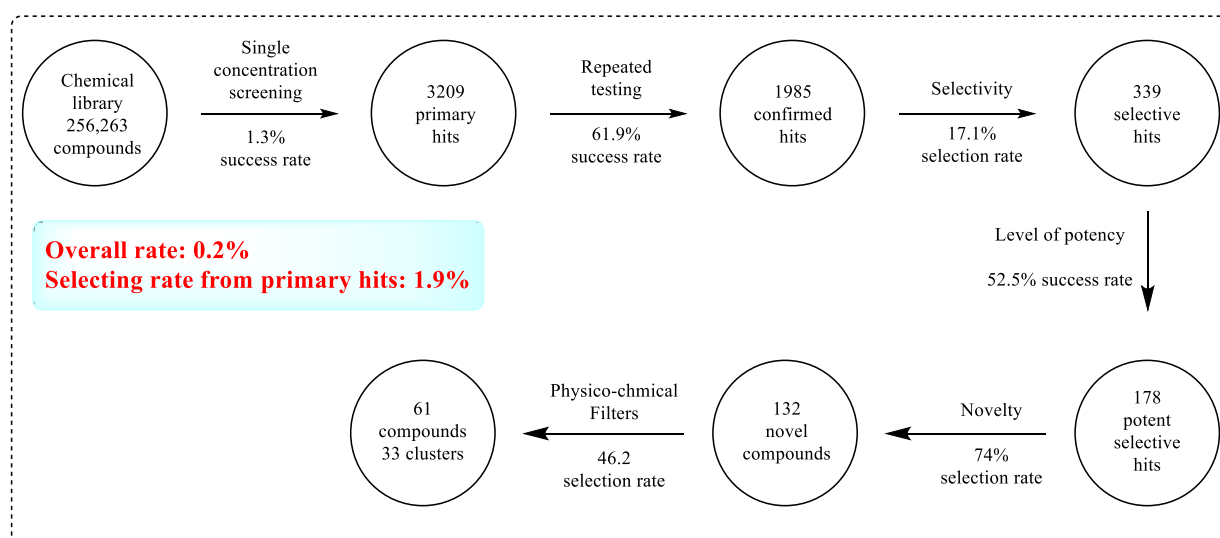 Chemical
library
256,263
compounds
Single
concentration
screening
1.3%
success rate
3209
primary
hits
Repeated
testing
61.9%
success rate
1985
confirmed
hits
Selectivity
17.1%
selection rate
339
selective
hits
Level of potency
52.5% success rate
Overall rate: 0.2%
Selecting rate from primary hits: 1.9%
178
potent
selective
hits
Novelty
74%
selection rate
132
novel
compounds
Physico-chmical
Filters
46.2
selection rate
61
compounds
33 clusters